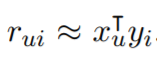 r_{ui} ≈ x_u^⊺ y_i.